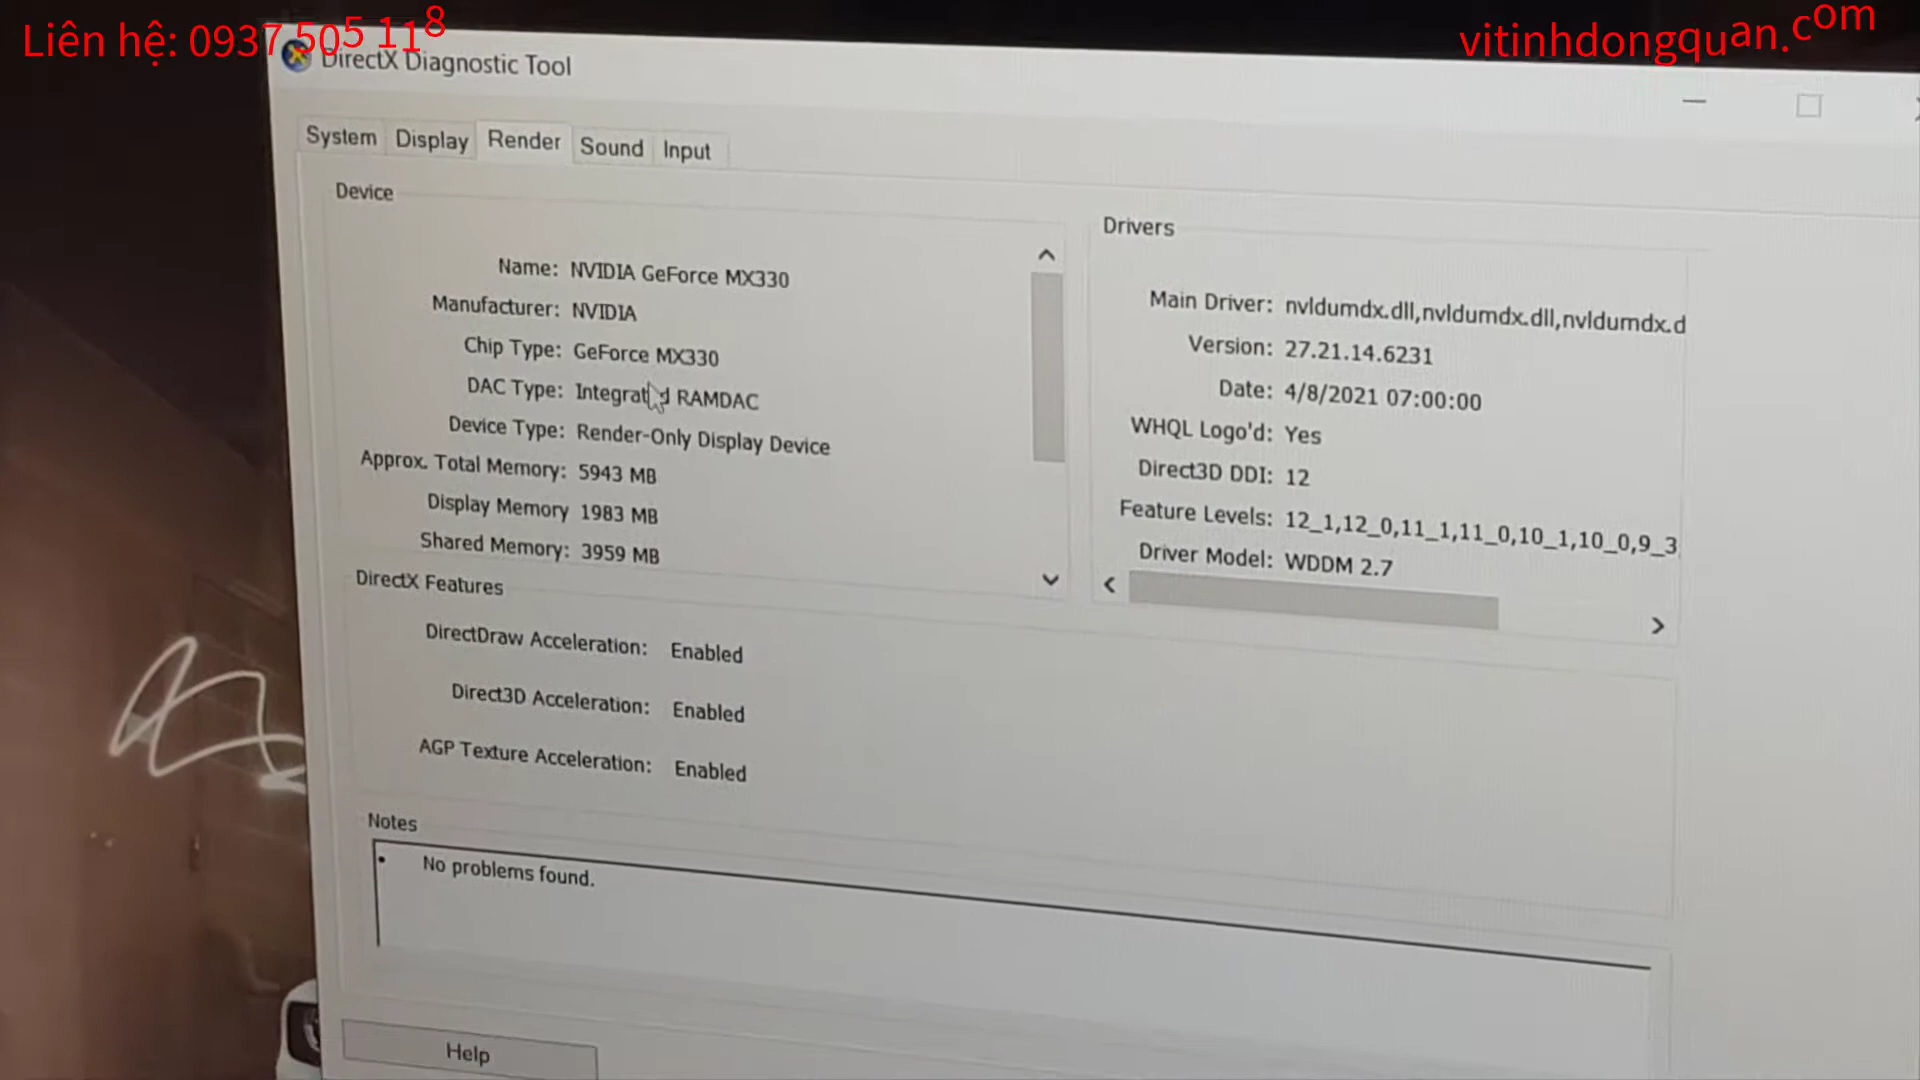 Liên hệ: 0937 505 118
vitinhdongquan.com
DirectX Diagnostic Tool
System Display Render Sound Input
Device
Name: NVIDIA GeForce MX330
Manufacturer: NVIDIA
Chip Type: GeForce MX330
DAC Type: Integrated RAMDAC
Device Type: Render-Only Display Device
Approx. Total Memory: 5943 MB
Display Memory 1983 MB
Shared Memory: 3959 MB
Drivers
Main Driver: nvldumdx.dll,nvldumdx.dll,nvldumdx.d
Version: 27.21.14.6231
Date: 4/8/2021 07:00:00
WHQL Logo'd: Yes
Direct3D DDI: 12
Feature Levels: 12_1,12_0,11_1,11_0,10_1,10_0,9_3
Driver Model: WDDM 2.7
DirectX Features
DirectDraw Acceleration: Enabled
Direct3D Acceleration: Enabled
AGP Texture Acceleration: Enabled
Notes
• No problems found.
Help